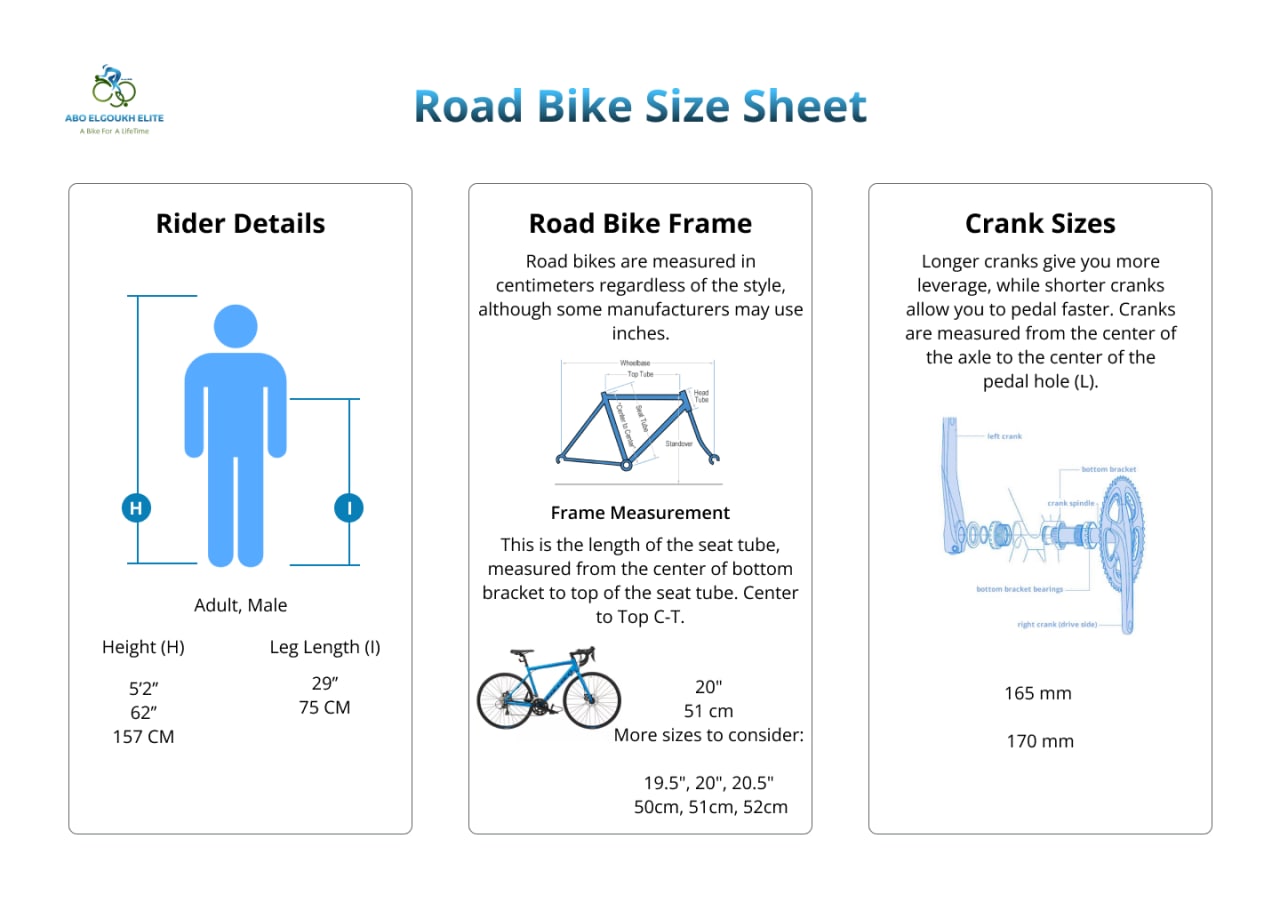 ABO ELGOUKH ELITE
A Bike For A LifeTime
Road Bike Size Sheet
Rider Details
H
I
Adult, Male
Height (H)
Leg Length (I)
5’2”
62”
157 CM
29”
75 CM
Road Bike Frame
Road bikes are measured in
centimeters regardless of the style,
although some manufacturers may use
inches.
Wheelbase
Top Tube
Head
Tube
Seat Tube
"Center to Center"
Standover
Frame Measurement
This is the length of the seat tube,
measured from the center of bottom
bracket to top of the seat tube. Center
to Top C-T.
20"
51 cm
More sizes to consider:
19.5", 20", 20.5"
50cm, 51cm, 52cm
Crank Sizes
Longer cranks give you more
leverage, while shorter cranks
allow you to pedal faster. Cranks
are measured from the center of
the axle to the center of the
pedal hole (L).
left crank
bottom bracket
crank spindle
bottom bracket bearings
right crank (drive side)
165 mm
170 mm